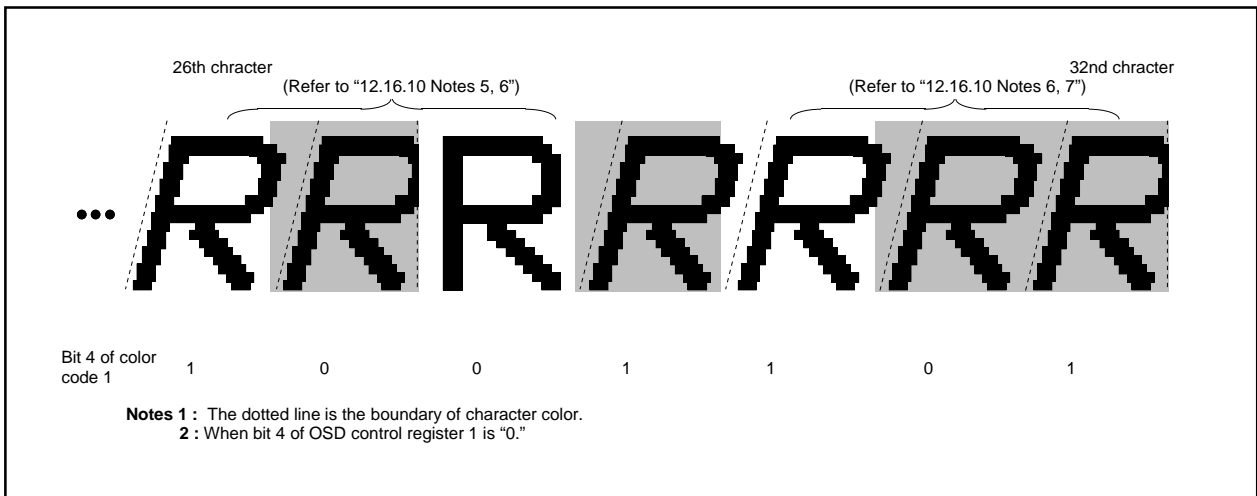 26th chracter
32nd chracter
(Refer to “12.16.10 Notes 5, 6”)
(Refer to “12.16.10 Notes 6, 7”)
••• R R R R R R R
Bit 4 of color
code 1
1 0 0 1 1 0 1
Notes 1 : The dotted line is the boundary of character color.
2 : When bit 4 of OSD control register 1 is “0.”